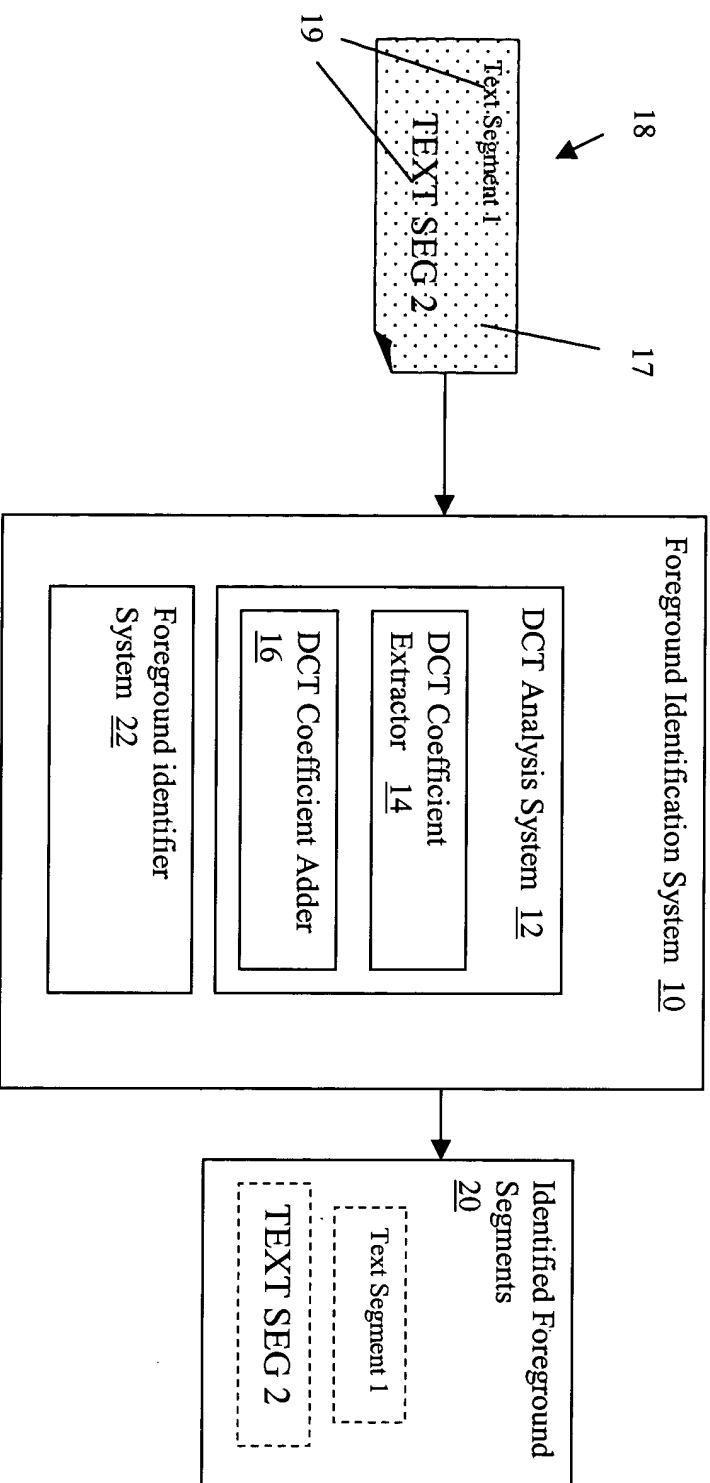 18
17
19
Text Segment 1
TEXT SEG 2
Foreground Identification System 10
DCT Analysis System 12
DCT Coefficient
Extractor 14
DCT Coefficient Adder
16
Foreground identifier
System 22
Identified Foreground
Segments
20
Text Segment 1
TEXT SEG 2